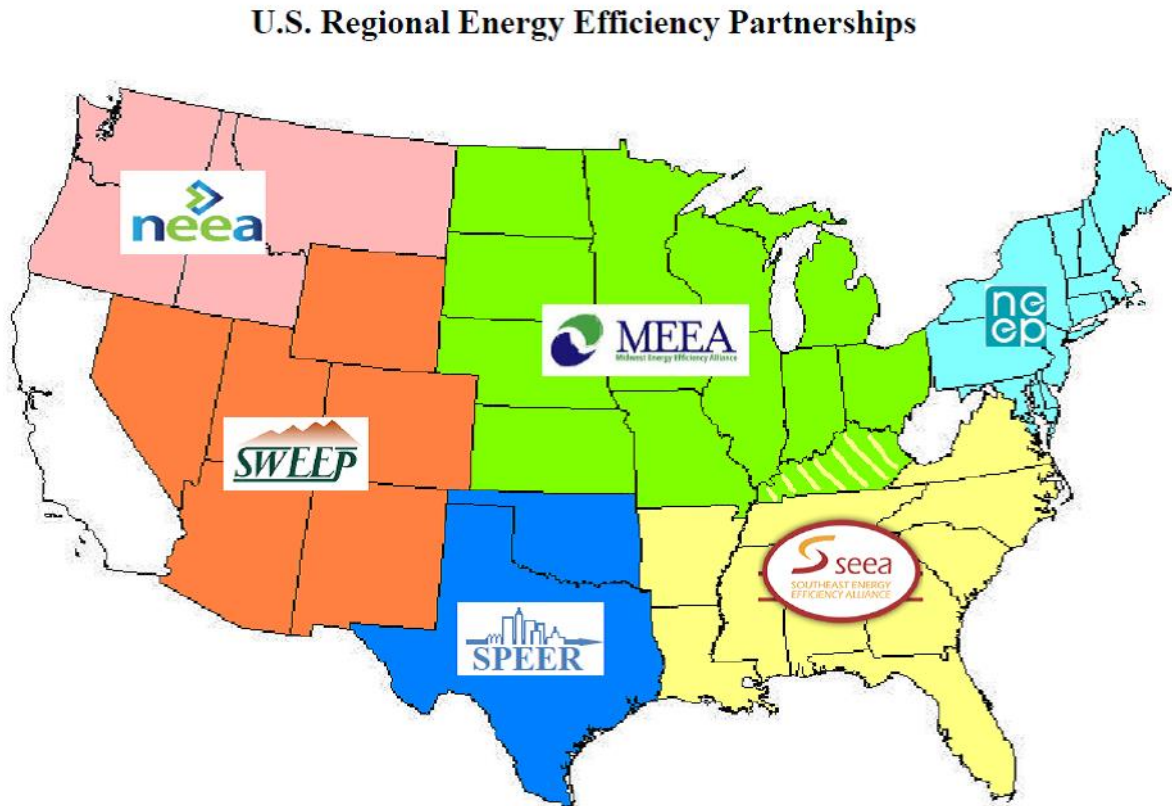 U.S. Regional Energy Efficiency Partnerships
neea
MEEA
Midwest Energy Efficiency Alliance
ne
ep
SWEEP
seea
SOUTHEAST ENERGY
EFFICIENCY ALLIANCE
SPEER